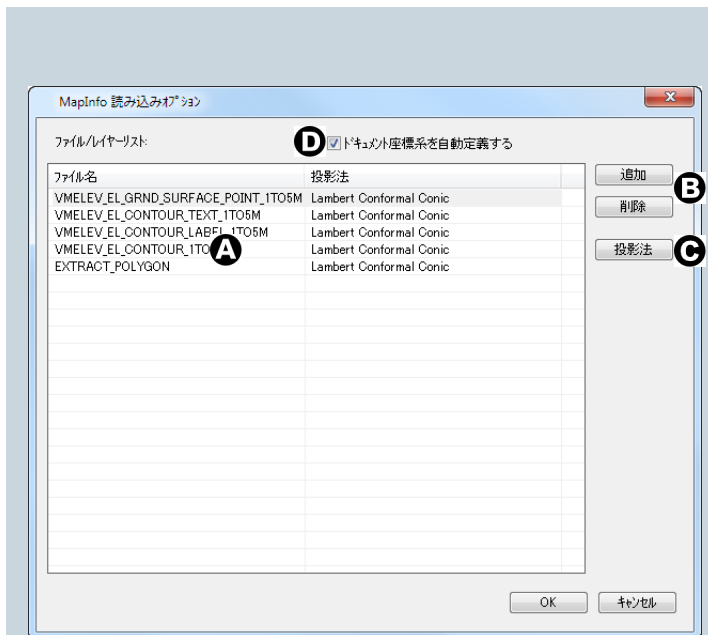 MapInfo 読み込みｵﾌﾟｼｮﾝ
ﾌｧｲﾙ/ﾚｲﾔｰﾘｽﾄ:
D ﾄﾞｷｭﾒﾝﾄ座標系を自動定義する
ﾌｧｲﾙ名 投影法
VMELEV_EL_GRND_SURFACE_POINT_1TO5M Lambert Conformal Conic
VMELEV_EL_CONTOUR_TEXT_1TO5M Lambert Conformal Conic
VMELEV_EL_CONTOUR_LABEL_1TO5M Lambert Conformal Conic
VMELEV_EL_CONTOUR_1TO A Lambert Conformal Conic
EXTRACT_POLYGON Lambert Conformal Conic
追加
B
削除
投影法 C
OK ｷｬﾝｾﾙ